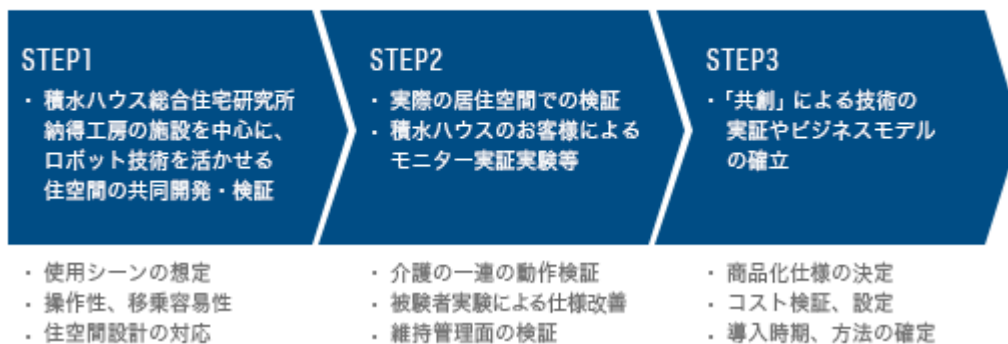 STEP1
・ 積水ハウス総合住宅研究所
納得工房の施設を中心に、
ロボット技術を活かせる
住空間の共同開発・検証
・ 使用シーンの想定
・ 操作性、移乗容易性
・ 住空間設計の対応
STEP2
・ 実際の居住空間での検証
・ 積水ハウスのお客様による
モニター実証実験等
・ 介護の一連の動作検証
・ 被験者実験による仕様改善
・ 維持管理面の検証
STEP3
・「共創」による技術の
実証やビジネスモデル
の確立
・ 商品化仕様の決定
・ コスト検証、設定
・ 導入時期、方法の確定